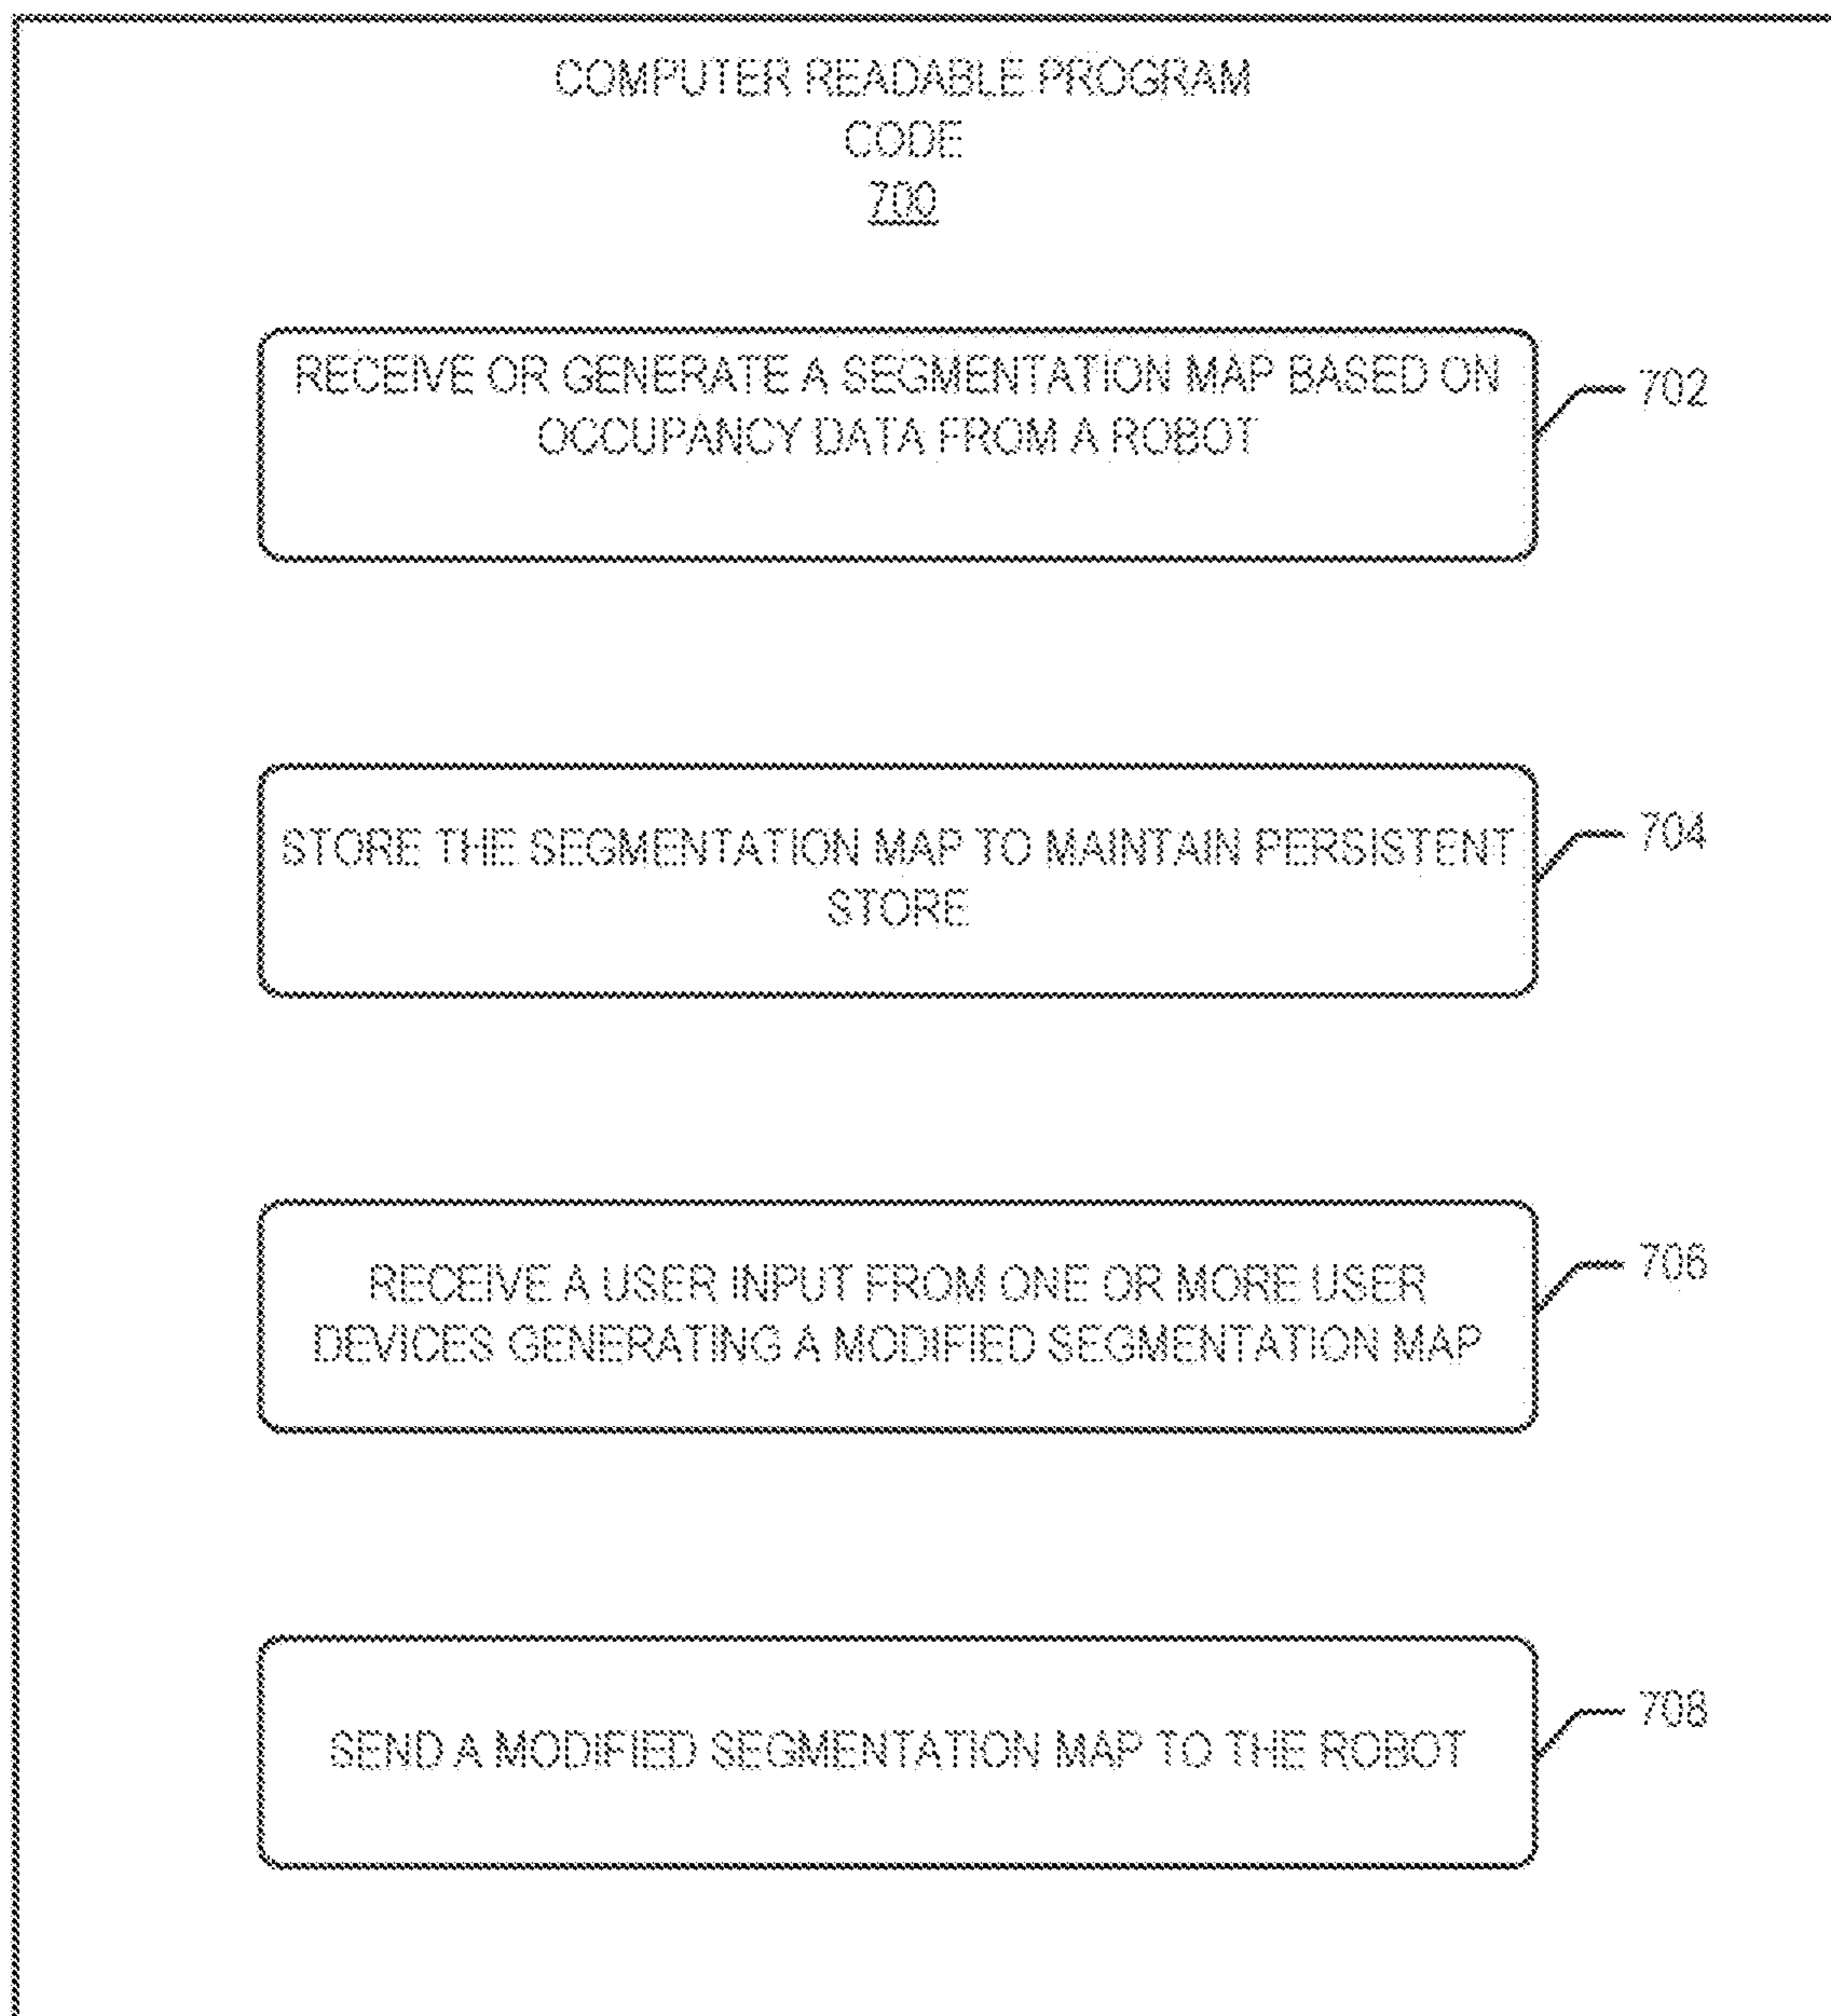 COMPUTER READABLE PROGRAM
CODE
700
RECEIVE OR GENERATE A SEGMENTATION MAP BASED ON
OCCUPANCY DATA FROM A ROBOT
702
STORE THE SEGMENTATION MAP TO MAINTAIN PERSISTENT
STORE
704
RECEIVE A USER INPUT FROM ONE OR MORE USER
DEVICES GENERATING A MODIFIED SEGMENTATION MAP
706
SEND A MODIFIED SEGMENTATION MAP TO THE ROBOT
708